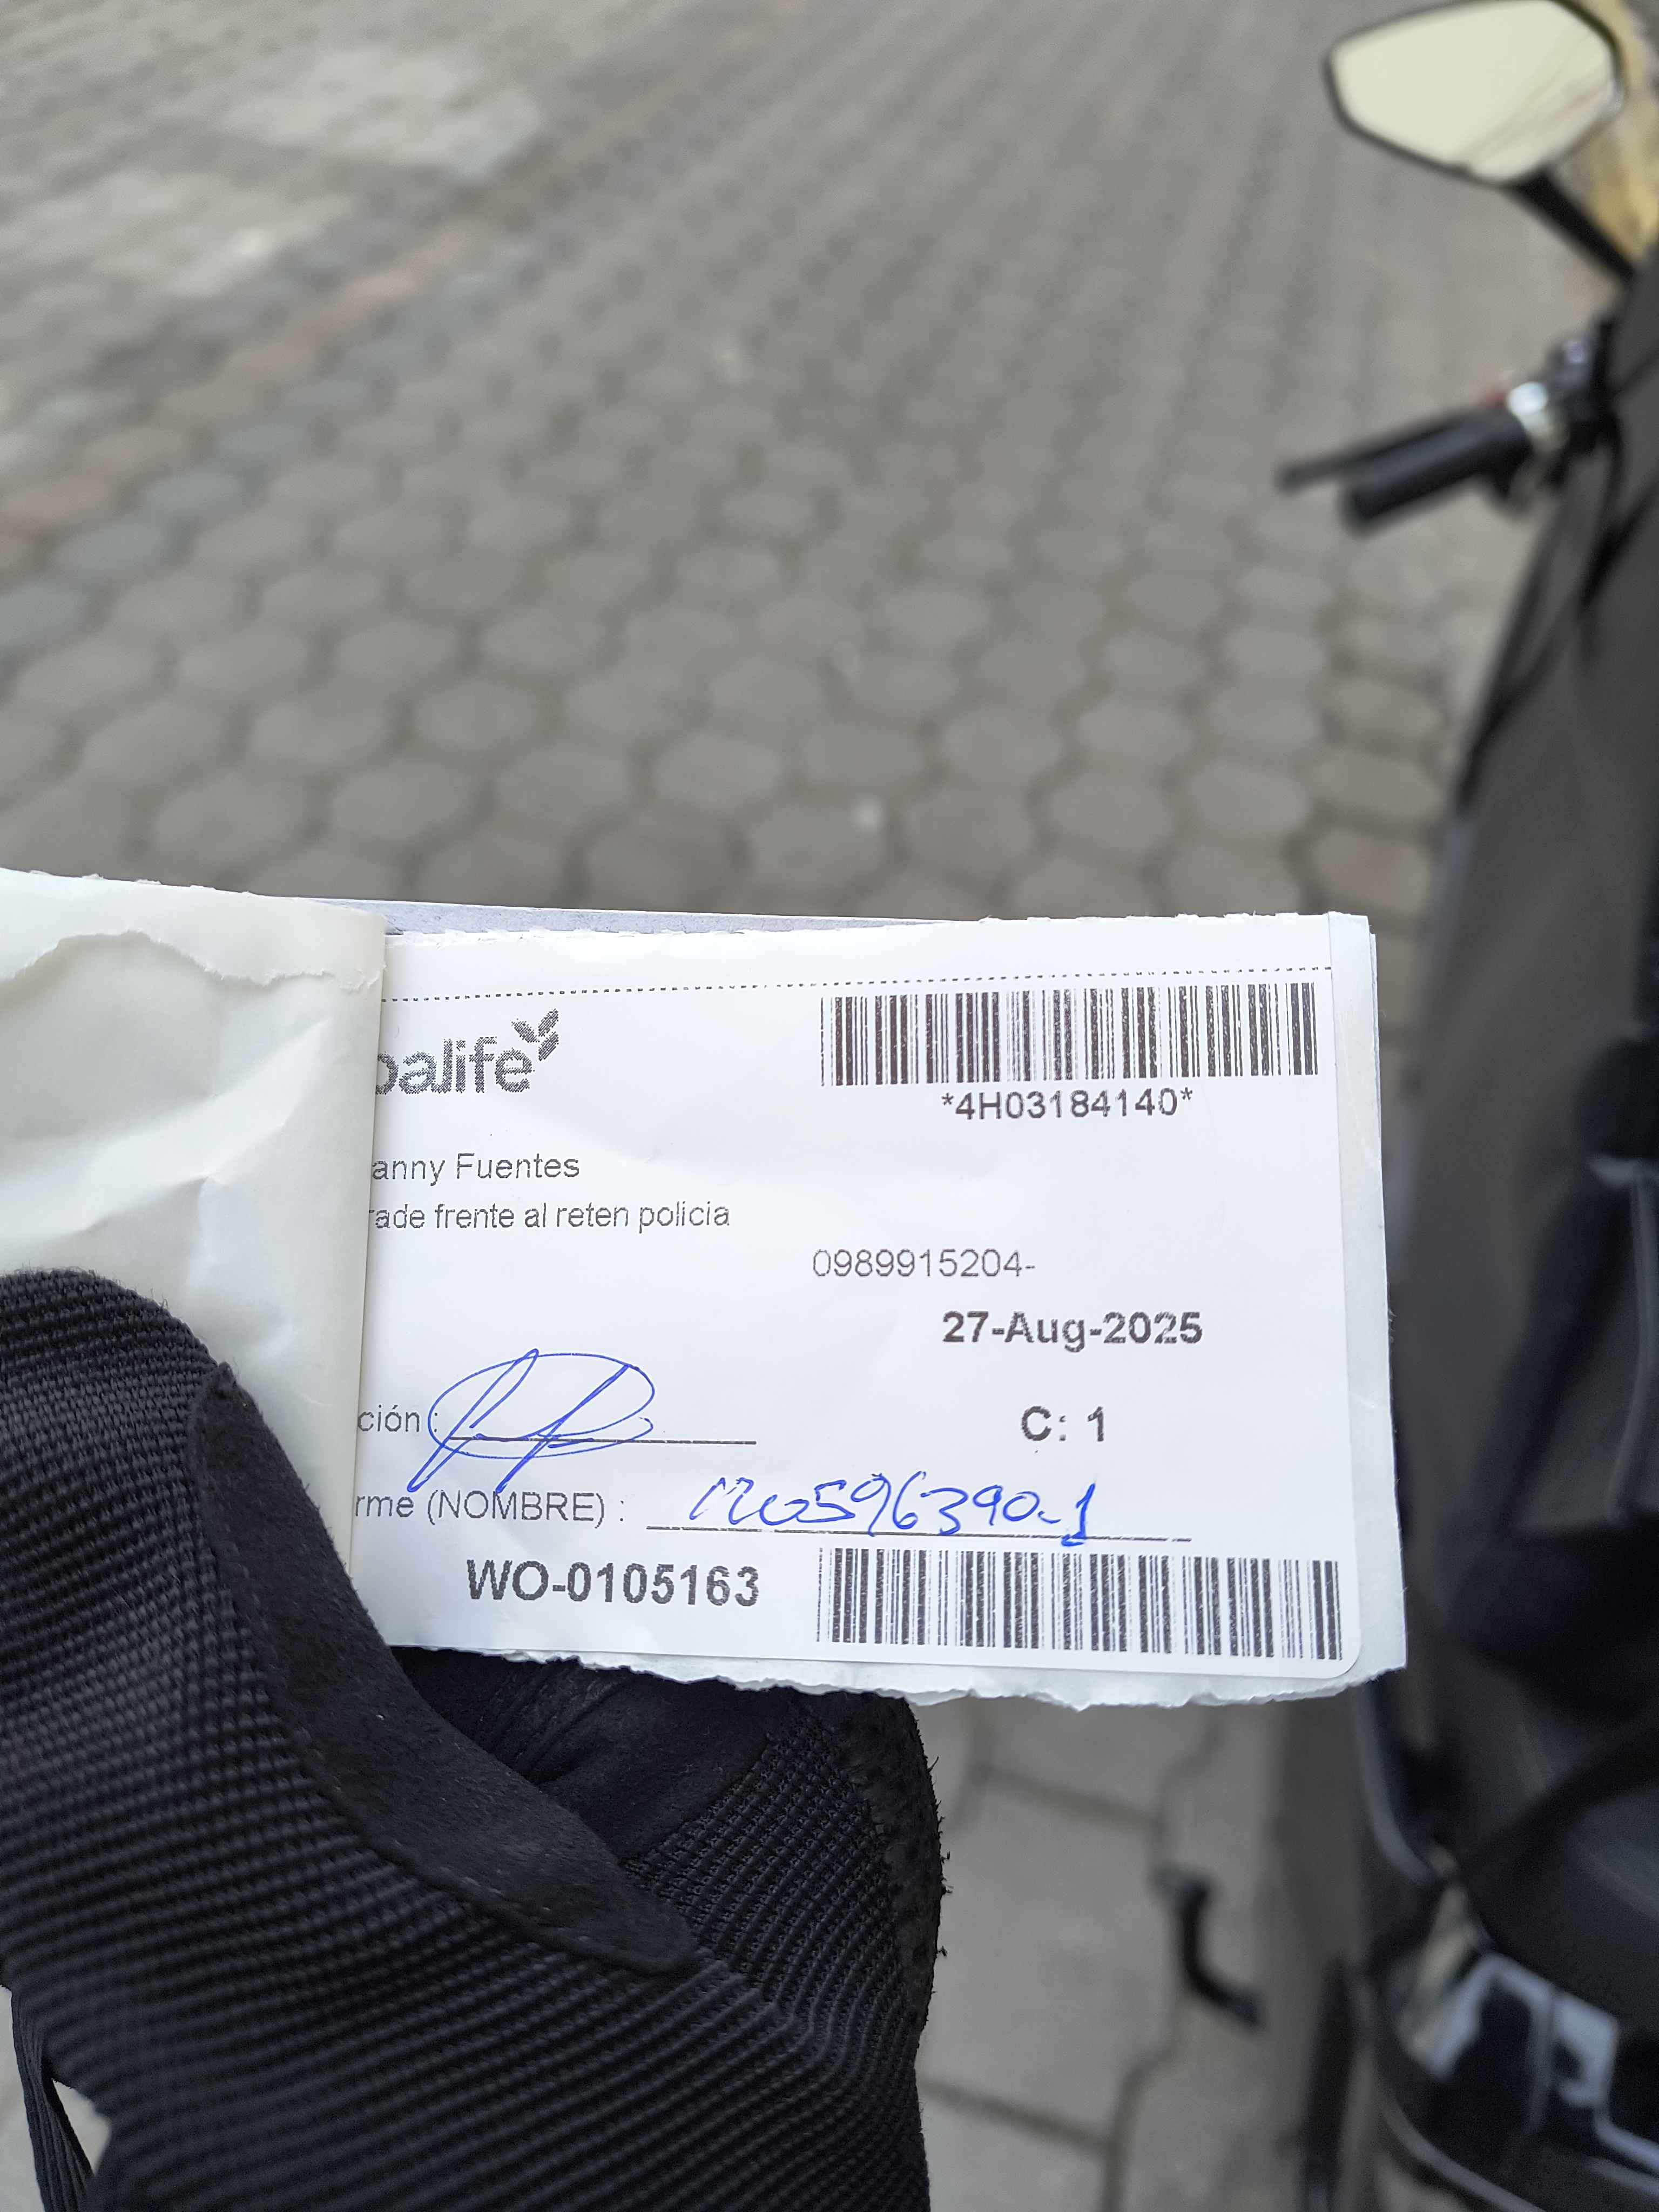 balife
*4H03184140*
anny Fuentes
rade frente al reten policia
0989915204-
27-Aug-2025
ción :
C: 1
rme (NOMBRE) :
WO-0105163